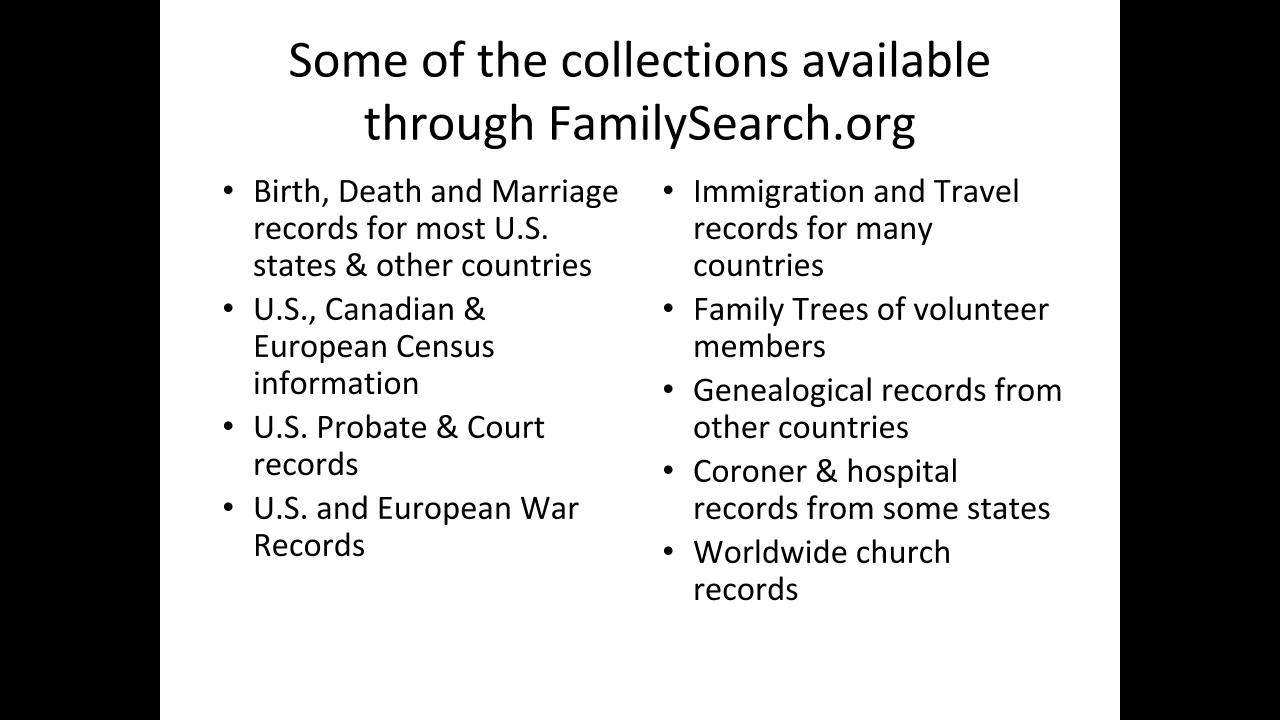 Some of the collections available
through FamilySearch.org
• Birth, Death and Marriage
records for most U.S.
states & other countries
• U.S., Canadian &
European Census
information
• U.S. Probate & Court
records
• U.S. and European War
Records
• Immigration and Travel
records for many
countries
• Family Trees of volunteer
members
• Genealogical records from
other countries
• Coroner & hospital
records from some states
• Worldwide church
records